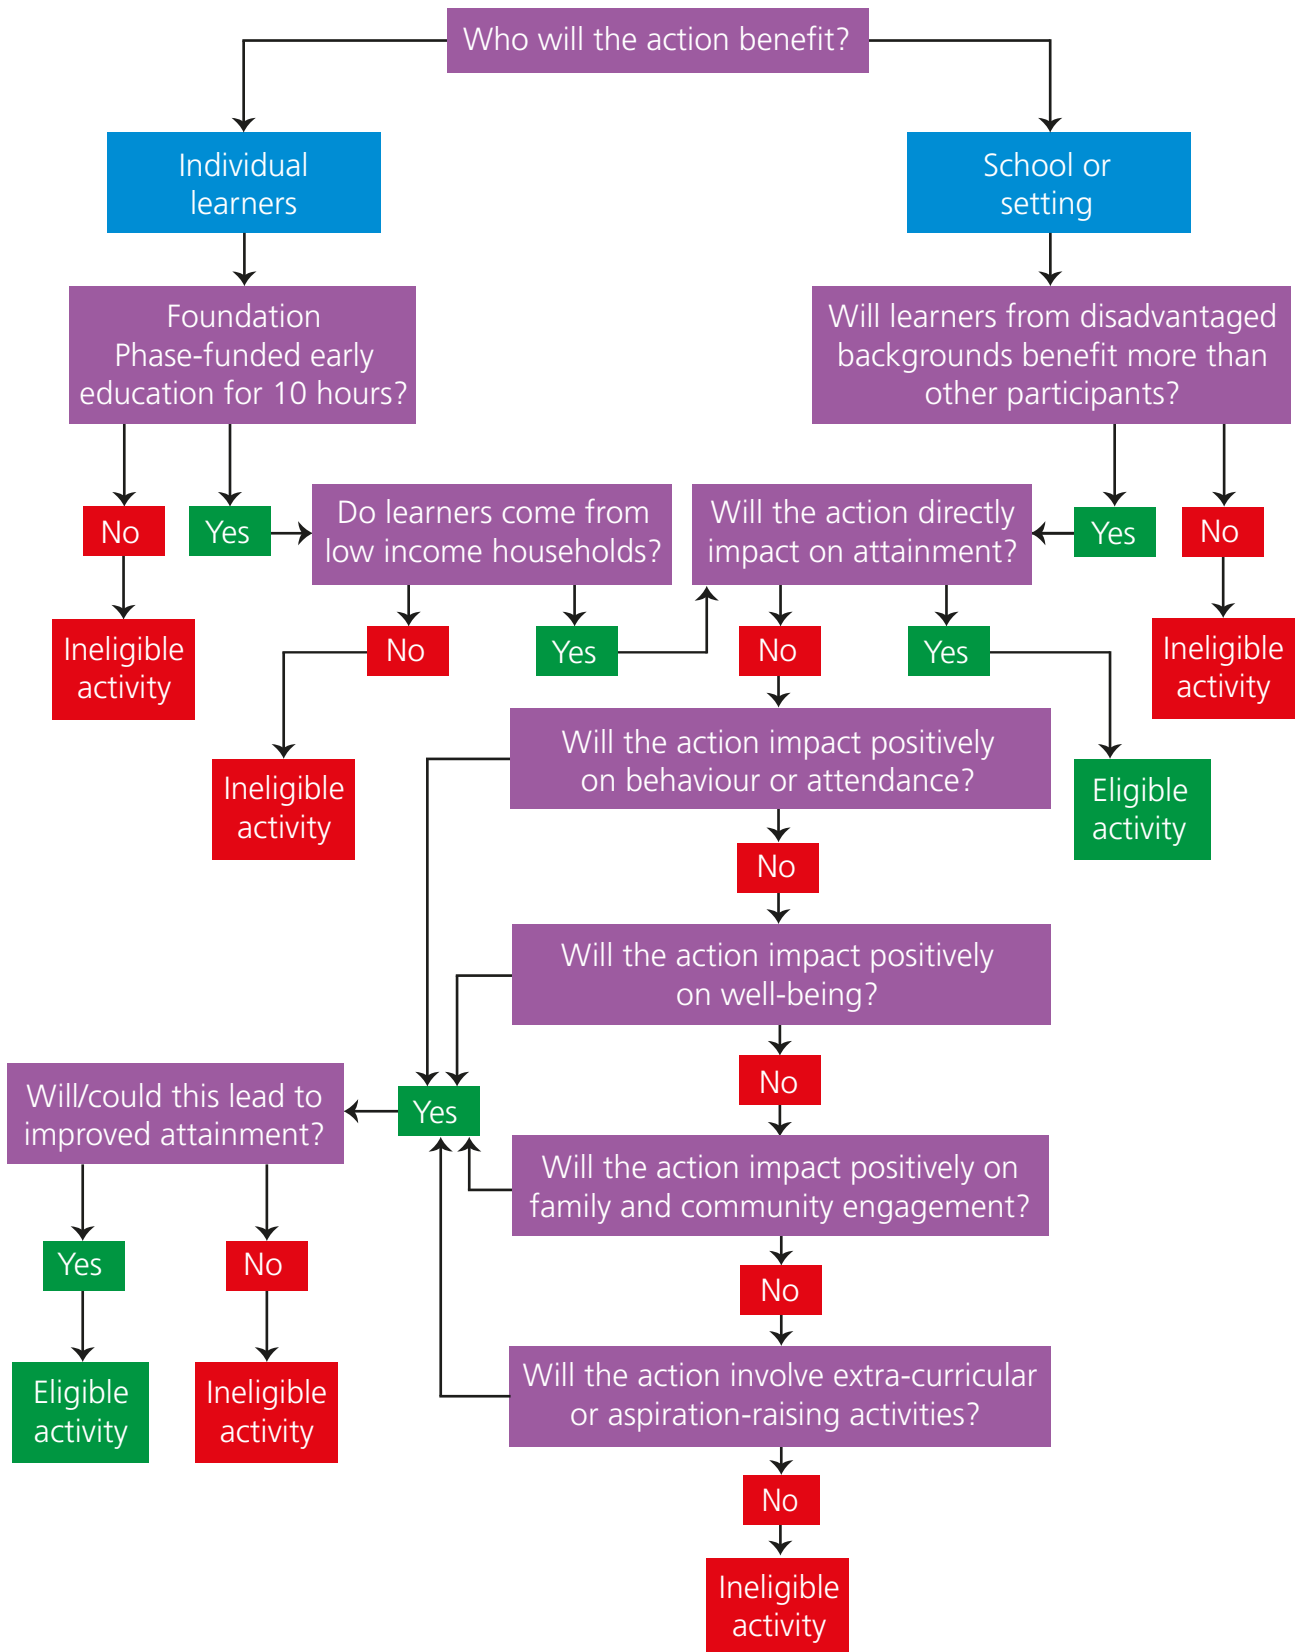 Who will the action benefit?
Individual
learners
School or
setting
Foundation
Phase-funded early
education for 10 hours?
Will learners from disadvantaged
backgrounds benefit more than
other participants?
No
Yes
Do learners come from
low income households?
Will the action directly
impact on attainment?
Yes
No
Ineligible
activity
No
Yes
No
Yes
Ineligible
activity
Ineligible
activity
Will the action impact positively
on behaviour or attendance?
Eligible
activity
No
Will the action impact positively
on well-being?
No
Will/could this lead to
improved attainment?
Yes
Will the action impact positively on
family and community engagement?
Yes
No
No
Will the action involve extra-curricular
or aspiration-raising activities?
Eligible
activity
Ineligible
activity
No
Ineligible
activity